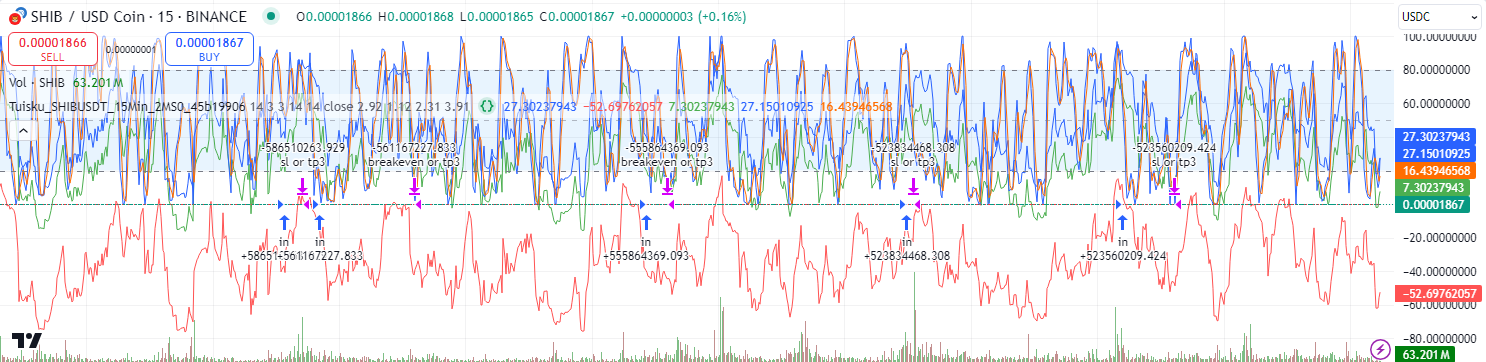 SHIB / USD Coin · 15 · BINANCE O0.00001866 H0.00001868 L0.00001865 C0.00001867 +0.00000003 (+0.16%)
USDC
0.00001866
SELL
0.00000001
0.00001867
BUY
Vol · SHIB 63.201M
Tuisku_SHIBUSDT_15Min_2MS0_45b19906 14 3 3 14 14 close 2.92 1.12 2.31 3.91 27.30237943 −52.69762057 7.30237943 27.15010925 16.43946568
-586510263.929
sl or tp3
-561167227.833
breakeven or tp3
-555864369.093
breakeven or tp3
-523834468.308
sl or tp3
-523560209.424
sl or tp3
in
in
+561167227.833
in
+555864369.093
in
+523834468.308
in
+523560209.424
100.00000000
80.00000000
60.00000000
27.30237943
27.15010925
16.43946568
7.30237943
0.00001867
−20.00000000
−40.00000000
−52.69762057
−60.00000000
−80.00000000
63.201M